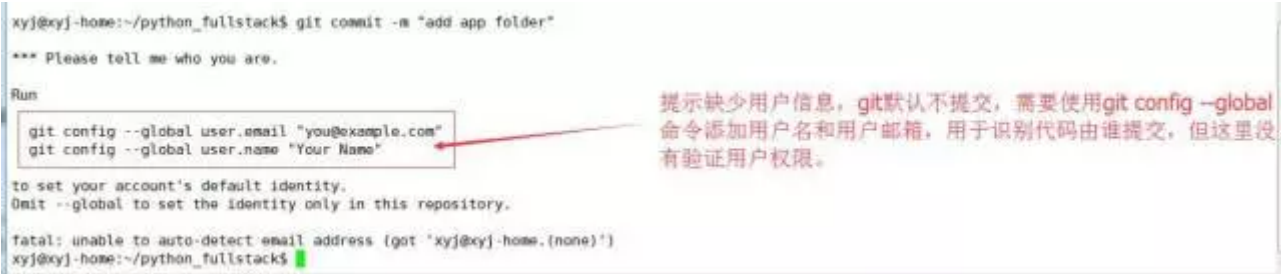 xyj@xyj-home:~/python_fullstack$ git commit -m "add app folder"
*** Please tell me who you are.
Run
git config --global user.email "you@example.com"
git config --global user.name "Your Name"
提示缺少用户信息，git默认不提交，需要使用git config --global
命令添加用户名和用户邮箱，用于识别代码由谁提交，但这里没
有验证用户权限。
to set your account's default identity.
Omit --global to set the identity only in this repository.
fatal: unable to auto-detect email address (got 'xyj@xyj-home.(none)')
xyj@xyj-home:~/python_fullstack$